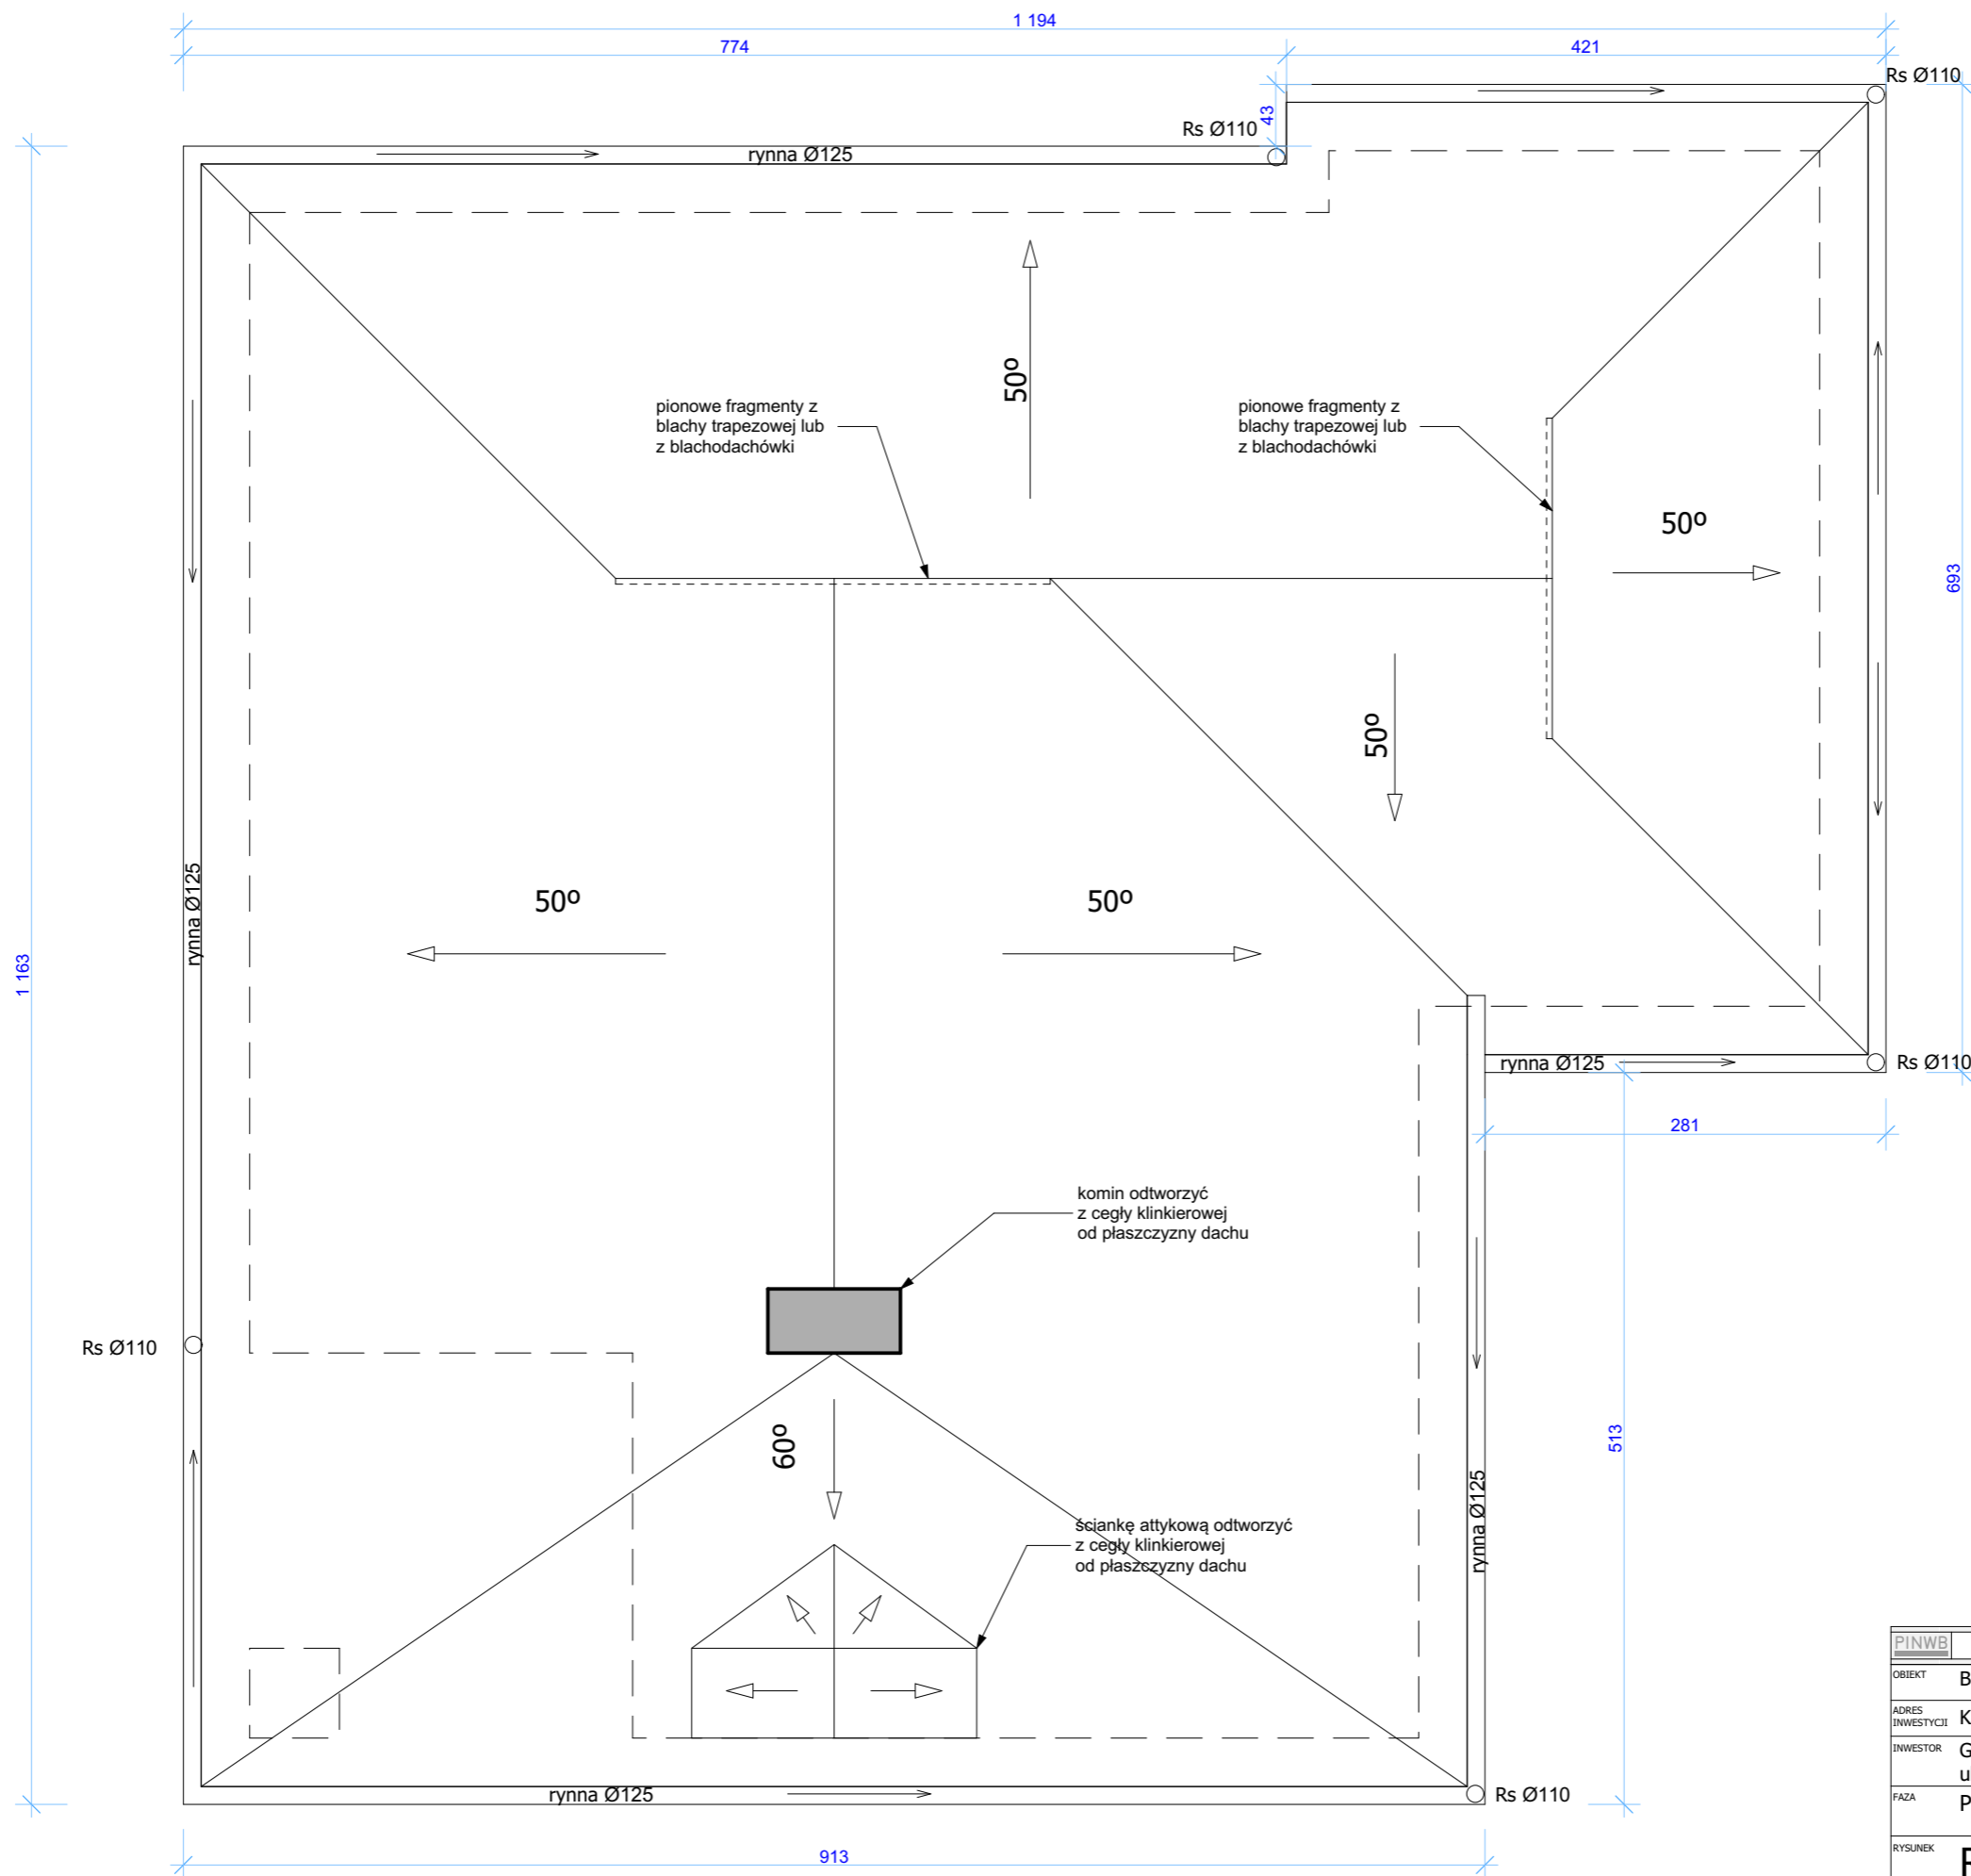 1 194
774
421
Rs Ø110
43
Rs Ø110
rynna Ø125
50º
pionowe fragmenty z
blachy trapezowej lub
z blachodachówki
pionowe fragmenty z
blachy trapezowej lub
z blachodachówki
50º
693
50º
50º
50º
rynna Ø125
1 163
rynna Ø125
Rs Ø110
281
komin odtworzyć
z cegły klinkierowej
od płaszczyzny dachu
Rs Ø110
60º
513
rynna Ø125
ściankę attykową odtworzyć
z cegły klinkierowej
od płaszczyzny dachu
rynna Ø125
Rs Ø110
913
PINWB
OBIEKT B
ADRES
INWESTYCJI K
INWESTOR G
u
FAZA P
RYSUNEK